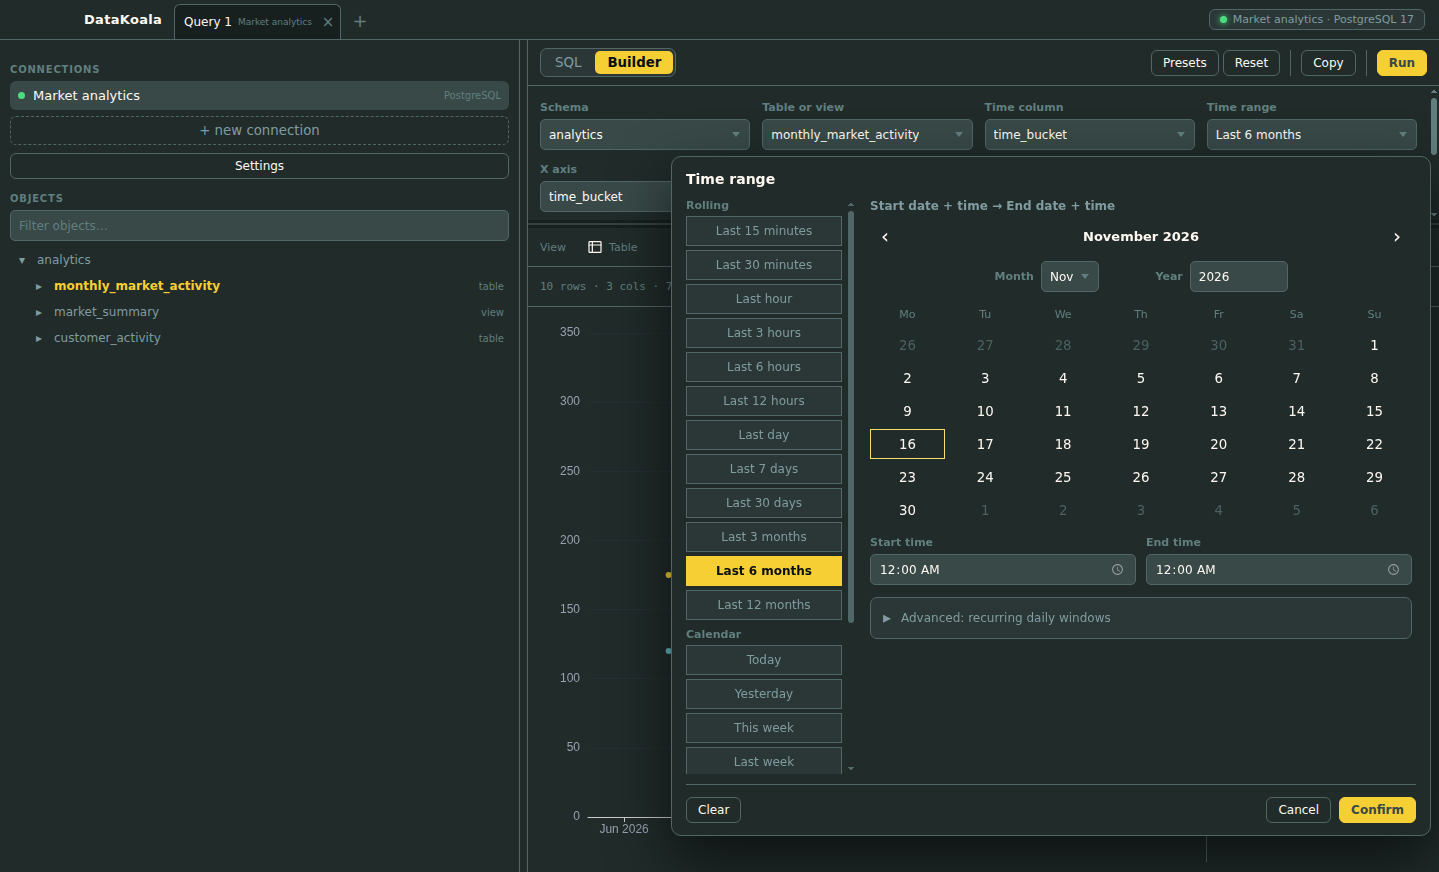 DataKoala
Query 1 Market analytics × +
Market analytics · PostgreSQL 17
CONNECTIONS
Market analytics PostgreSQL
+ new connection
Settings
OBJECTS
Filter objects…
▾ analytics
▸ monthly_market_activity table
▸ market_summary view
▸ customer_activity table
SQL Builder
Presets Reset Copy Run
Schema Table or view Time column Time range
analytics monthly_market_activity time_bucket Last 6 months
X axis
time_bucket
View Table
10 rows · 3 cols · 7
350
300
250
200
150
100
50
0
Jun 2026
Time range
Rolling
Last 15 minutes
Last 30 minutes
Last hour
Last 3 hours
Last 6 hours
Last 12 hours
Last day
Last 7 days
Last 30 days
Last 3 months
Last 6 months
Last 12 months
Calendar
Today
Yesterday
This week
Last week
Start date + time → End date + time
‹ November 2026 ›
Month Nov Year 2026
Mo Tu We Th Fr Sa Su
26 27 28 29 30 31 1
2 3 4 5 6 7 8
9 10 11 12 13 14 15
16 17 18 19 20 21 22
23 24 25 26 27 28 29
30 1 2 3 4 5 6
Start time End time
12:00 AM 12:00 AM
▸ Advanced: recurring daily windows
Clear Cancel Confirm